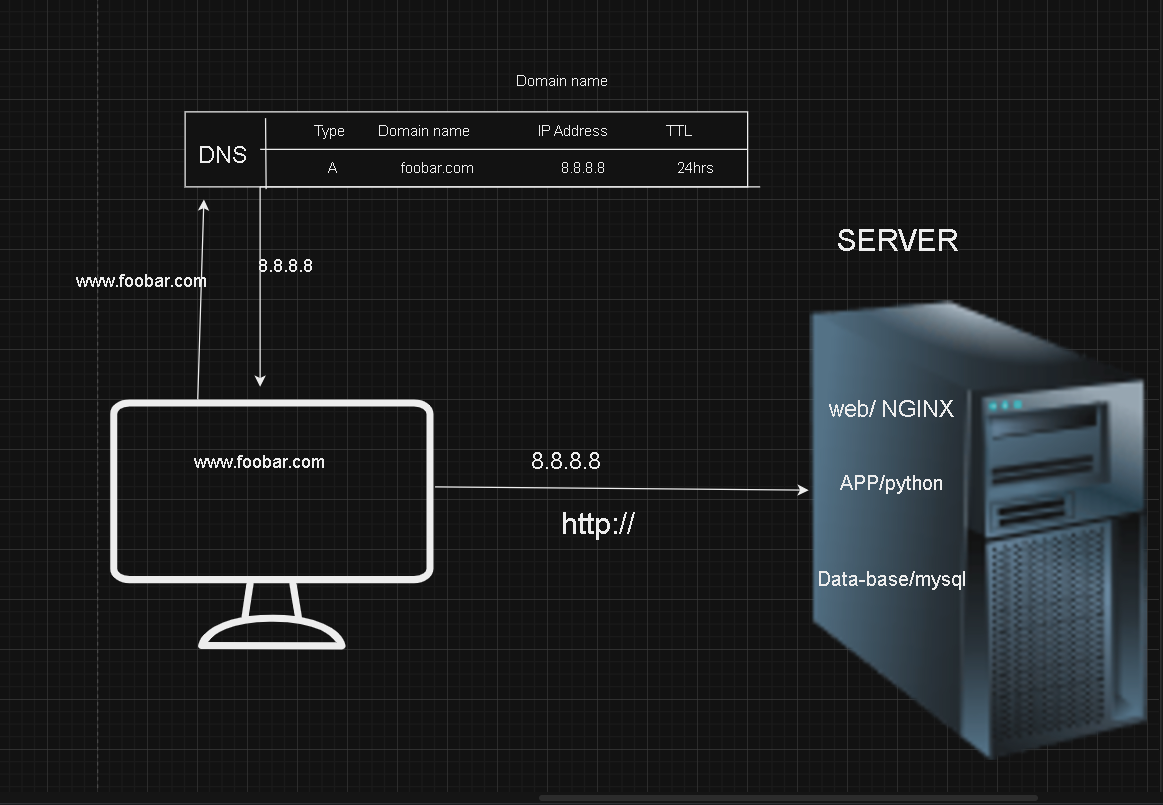 Domain name
DNS
Type Domain name IP Address TTL
A foobar.com 8.8.8.8 24hrs
www.foobar.com
8.8.8.8
SERVER
www.foobar.com
8.8.8.8
http://
web/ NGINX
APP/python
Data-base/mysql